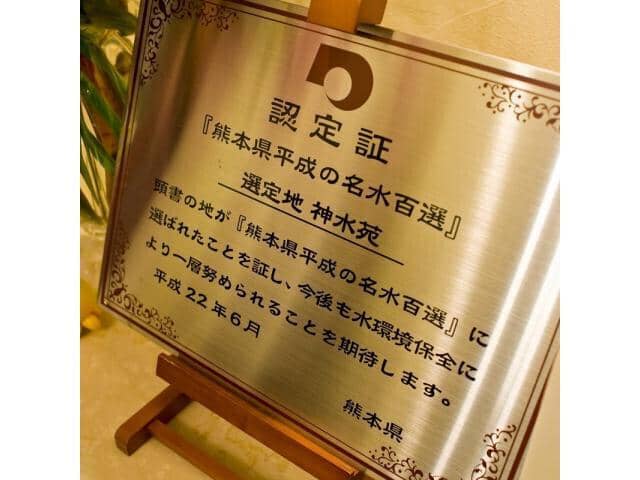 認定証
『熊本県平成の名水百選』
選定地 神水苑
頭書の地が『熊本県平成の名水百選』に
選ばれたことを証し、今後も水環境保全に
より一層努められることを期待します。
平成22年6月
熊本県